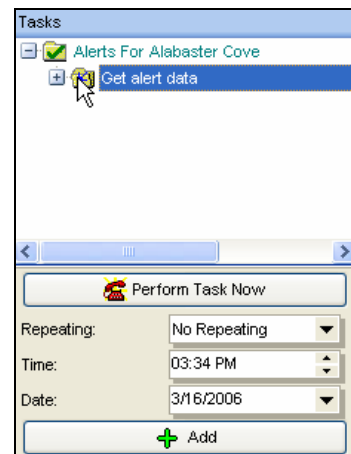 Tasks
Alerts For Alabaster Cove
Get alert data
Perform Task Now
Repeating: No Repeating
Time: 03:34 PM
Date: 3/16/2006
Add